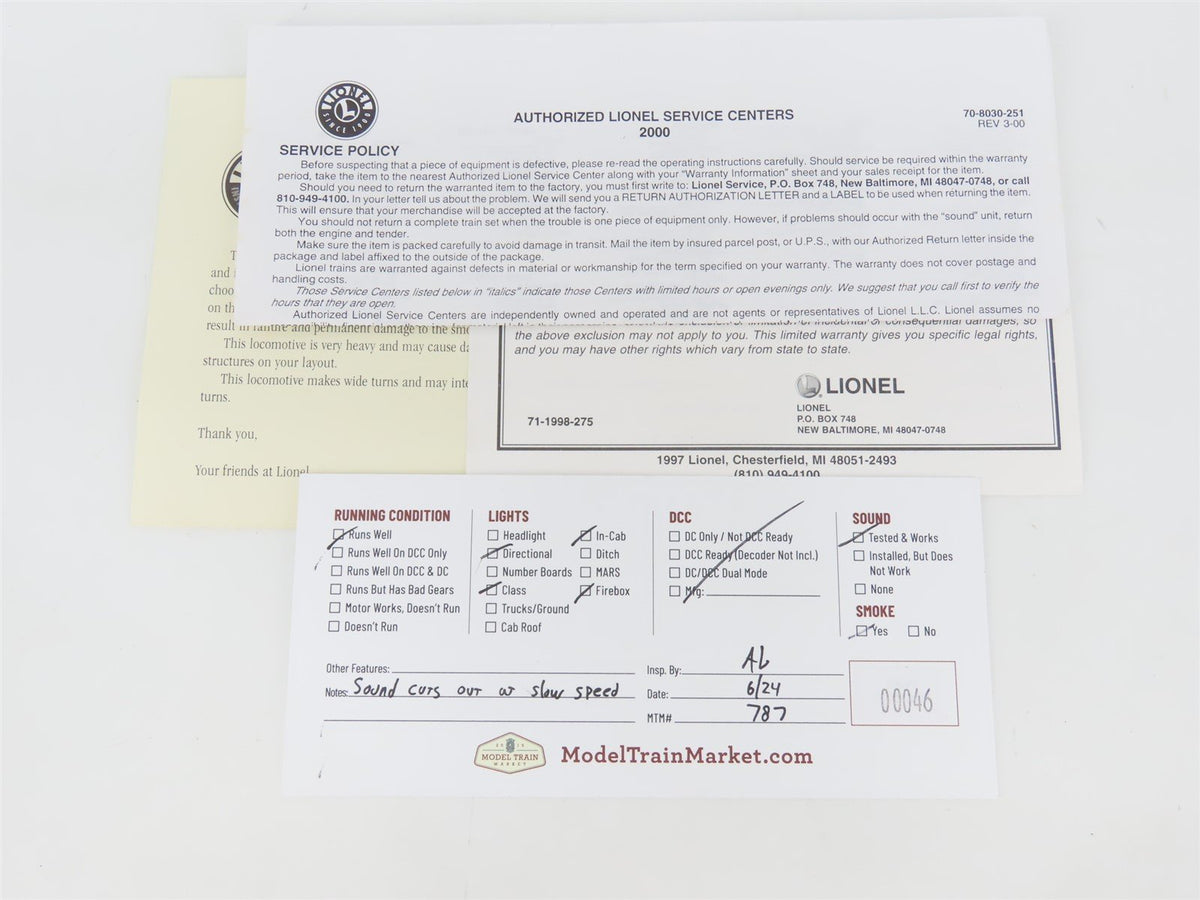 LIONEL
SINCE 1900
L
AUTHORIZED LIONEL SERVICE CENTERS
2000
70-8030-251
REV 3-00
SERVICE POLICY
Before suspecting that a piece of equipment is defective, please re-read the operating instructions carefully. Should service be required within the warranty
period, take the item to the nearest Authorized Lionel Service Center along with your "Warranty Information" sheet and your sales receipt for the item.
Should you need to return the warranted item to the factory, you must first write to: Lionel Service, P.O. Box 748, New Baltimore, MI 48047-0748, or call
810-949-4100. In your letter tell us about the problem. We will send you a RETURN AUTHORIZATION LETTER and a LABEL to be used when returning the item.
This will ensure that your merchandise will be accepted at the factory.
You should not return a complete train set when the trouble is one piece of equipment only. However, if problems should occur with the "sound" unit, return
both the engine and tender.
Make sure the item is packed carefully to avoid damage in transit. Mail the item by insured parcel post, or U.P.S., with our Authorized Return letter inside the
package and label affixed to the outside of the package.
Lionel trains are warranted against defects in material or workmanship for the term specified on your warranty. The warranty does not cover postage and
handling costs.
Those Service Centers listed below in "italics" indicate those Centers with limited hours or open evenings only. We suggest that you call first to verify the
hours that they are open.
Authorized Lionel Service Centers are independently owned and operated and are not agents or representatives of Lionel L.L.C. Lionel assumes no
and
choo
on th
result in failure and permanent damage to the smo
This locomotive is very heavy and may cause da
structures on your layout.
This locomotive makes wide turns and may inte
turns.
Thank you,
Your friends at Lionel
consequential damages, so
the above exclusion may not apply to you. This limited warranty gives you specific legal rights,
and you may have other rights which vary from state to state.
LIONEL
LIONEL
P.O. BOX 748
NEW BALTIMORE, MI 48047-0748
71-1998-275
1997 Lionel, Chesterfield, MI 48051-2493
(810) 949-4100
RUNNING CONDITION
Runs Well
Runs Well On DCC Only
Runs Well On DCC & DC
Runs But Has Bad Gears
Motor Works, Doesn't Run
Doesn't Run
LIGHTS
Headlight
Directional
Number Boards
Class
Trucks/Ground
Cab Roof
In-Cab
Ditch
MARS
Firebox
DCC
DC Only / Not DCC Ready
DCC Ready (Decoder Not Incl.)
DC/DCC Dual Mode
Mfg:
SOUND
Tested & Works
Installed, But Does
Not Work
None
SMOKE
Yes No
Other Features:
Notes: Sound cuts out at slow speed
Insp. By: AL
Date: 6/24
MTM# 787
00046
MODEL TRAIN
MARKET
ModelTrainMarket.com